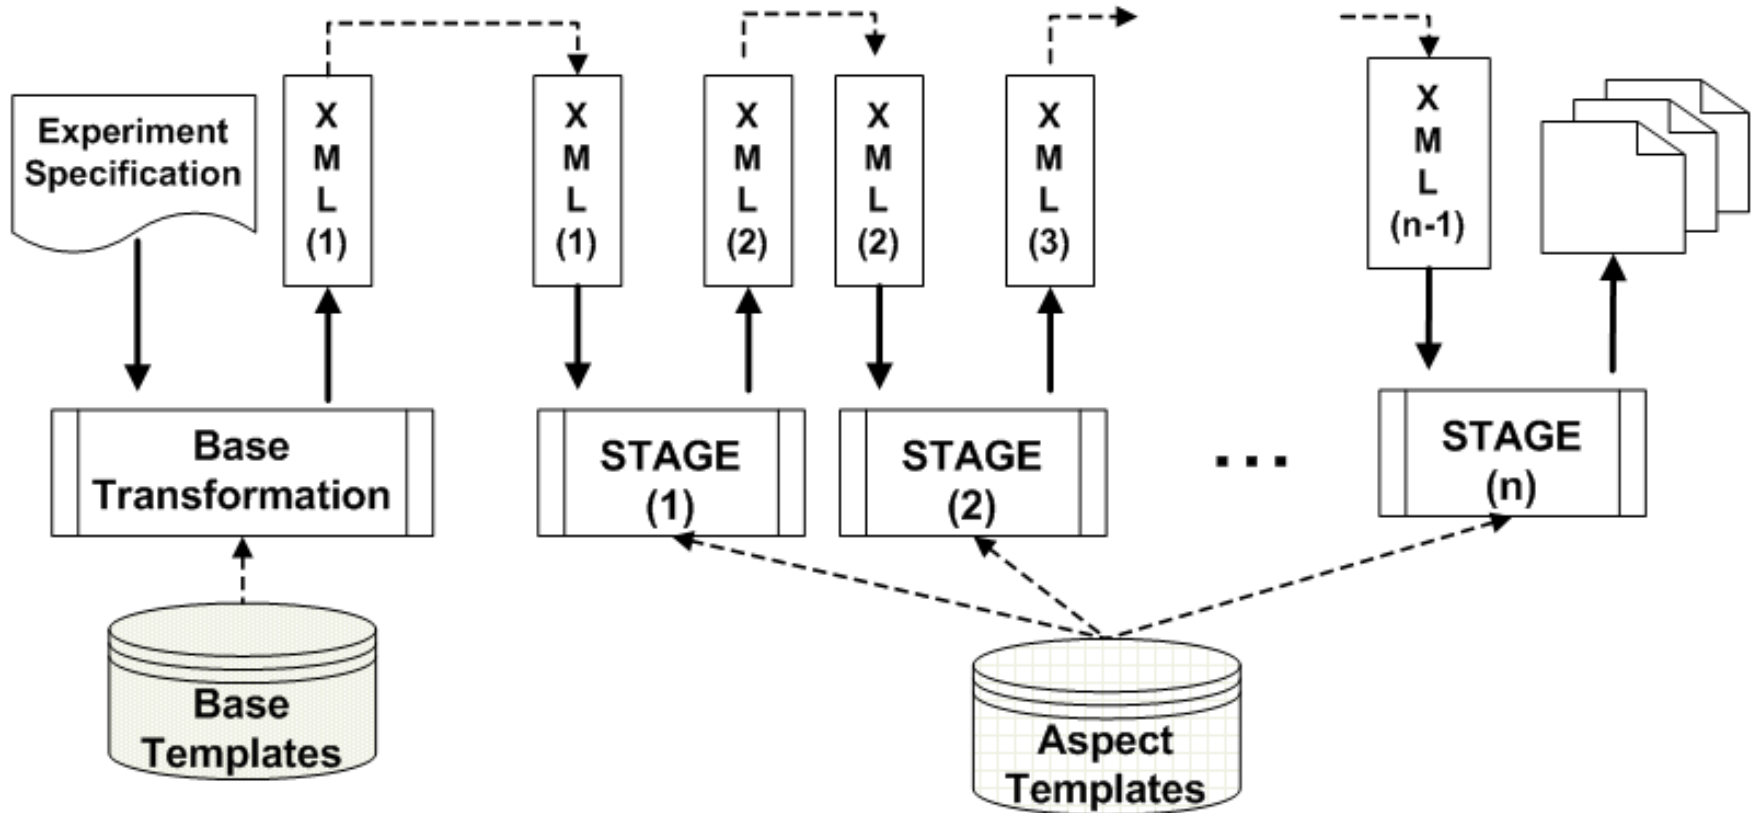 Experiment
Specification
X
M
L
(1)
X
M
L
(1)
X
M
L
(2)
X
M
L
(2)
X
M
L
(3)
X
M
L
(n-1)
Base
Transformation
STAGE
(1)
STAGE
(2)
...
STAGE
(n)
Base
Templates
Aspect
Templates